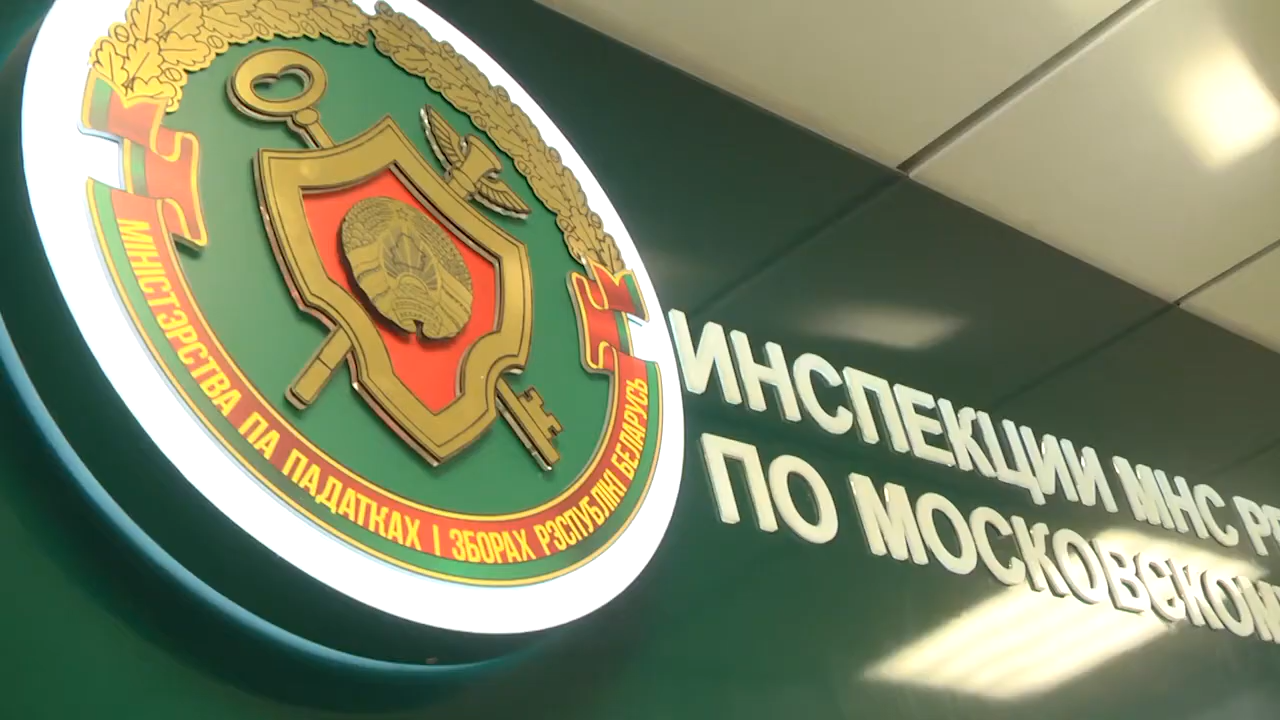 МІНІСТЭРСТВА ПА ПАДАТКАХ І ЗБОРАХ РЭСПУБЛІКІ БЕЛАРУСЬ
ИНСПЕКЦИИ МНС
ПО МОСКОВСКОМ